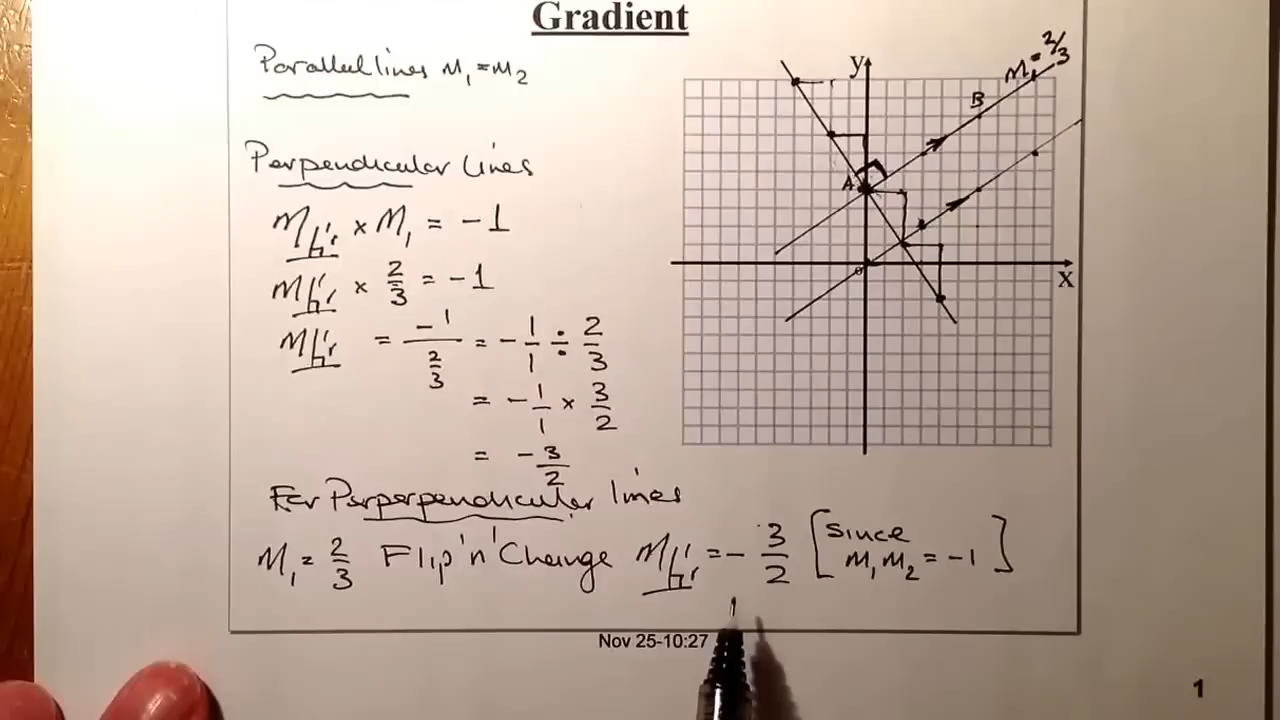 Gradient
Parallel lines M₁ = M₂
Perpendicular lines
M⊥'r × M₁ = -1
M⊥'r × 2/3 = -1
M⊥'r = -1/(2/3) = -1/1 ÷ 2/3
= -1/1 × 3/2
= -3/2
For Perperpendicular lines
M₁ = 2/3 Flip 'n' Change M⊥'r = - 3/2 [since M₁M₂ = -1]
y
M₁ = 2/3
B
A
O
x
Nov 25-10:27
1